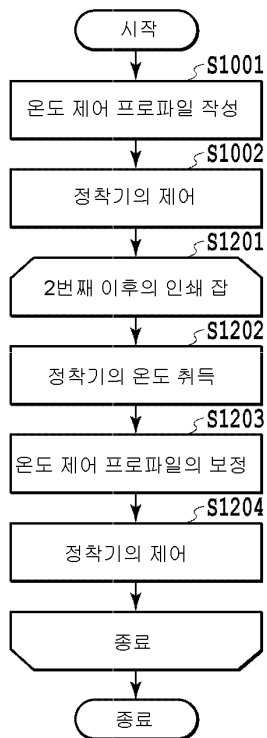 시작
S1001
온도 제어 프로파일 작성
S1002
정착기의 제어
S1201
2번째 이후의 인쇄 잡
S1202
정착기의 온도 취득
S1203
온도 제어 프로파일의 보정
S1204
정착기의 제어
종료
종료